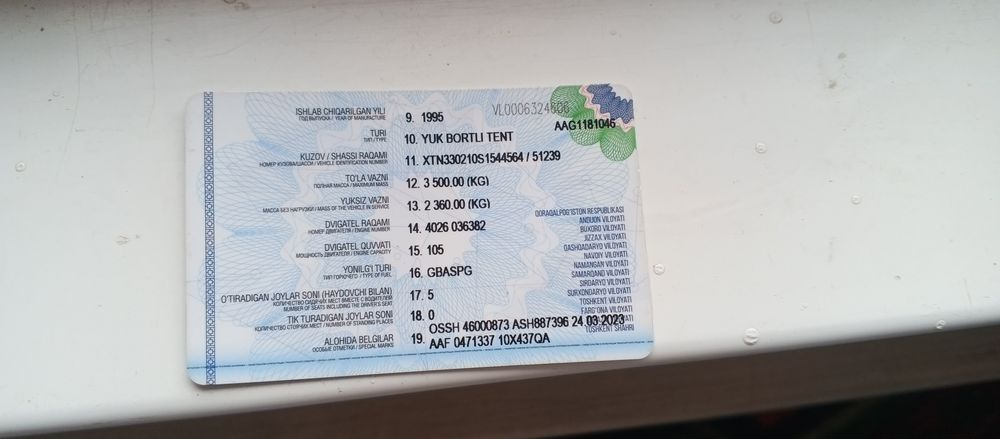 VL0006324606
AAG1181046
ISHLAB CHIQARILGAN YILI
ГОД ВЫПУСКА / YEAR OF MANUFACTURE
9. 1995
TURI
ТИП / TYPE
10. YUK BORTLI TENT
KUZOV / SHASSI RAQAMI
НОМЕР КУЗОВА/ШАССИ / VEHICLE IDENTIFICATION NUMBER
11. XTN330210S1544564 / 51239
TO'LA VAZNI
ПОЛНАЯ МАССА / MAXIMUM MASS
12. 3 500.00 (KG)
YUKSIZ VAZNI
МАССА БЕЗ НАГРУЗКИ / MASS OF THE VEHICLE IN SERVICE
13. 2 360.00 (KG)
DVIGATEL RAQAMI
НОМЕР ДВИГАТЕЛЯ / ENGINE NUMBER
14. 4026 036382
DVIGATEL QUVVATI
МОЩНОСТЬ ДВИГАТЕЛЯ / ENGINE CAPACITY
15. 105
YONILG'I TURI
ТИП ГОРЮЧЕГО / TYPE OF FUEL
16. GBASPG
O'TIRADIGAN JOYLAR SONI (HAYDOVCHI BILAN)
КОЛИЧЕСТВО СИДЯЧИХ МЕСТ ВМЕСТЕ С ВОДИТЕЛЕМ
NUMBER OF SEATS INCLUDING THE DRIVER'S SEAT
17. 5
TIK TURADIGAN JOYLAR SONI
КОЛИЧЕСТВО СТОЯЧИХ МЕСТ / NUMBER OF STANDING PLACES
18. 0
ALOHIDA BELGILAR
ОСОБЫЕ ОТМЕТКИ / SPECIAL MARKS
19. OSSH 46000873 ASH887396 24.03.2023
AAF 0471337 10X437QA
QORAQALPOG'ISTON RESPUBLIKASI
ANDIJON VILOYATI
BUXORO VILOYATI
JIZZAX VILOYATI
QASHQADARYO VILOYATI
NAVOIY VILOYATI
NAMANGAN VILOYATI
SAMARQAND VILOYATI
SIRDARYO VILOYATI
SURXONDARYO VILOYATI
TOSHKENT VILOYATI
FARG'ONA VILOYATI
TOSHKENT SHAHRI